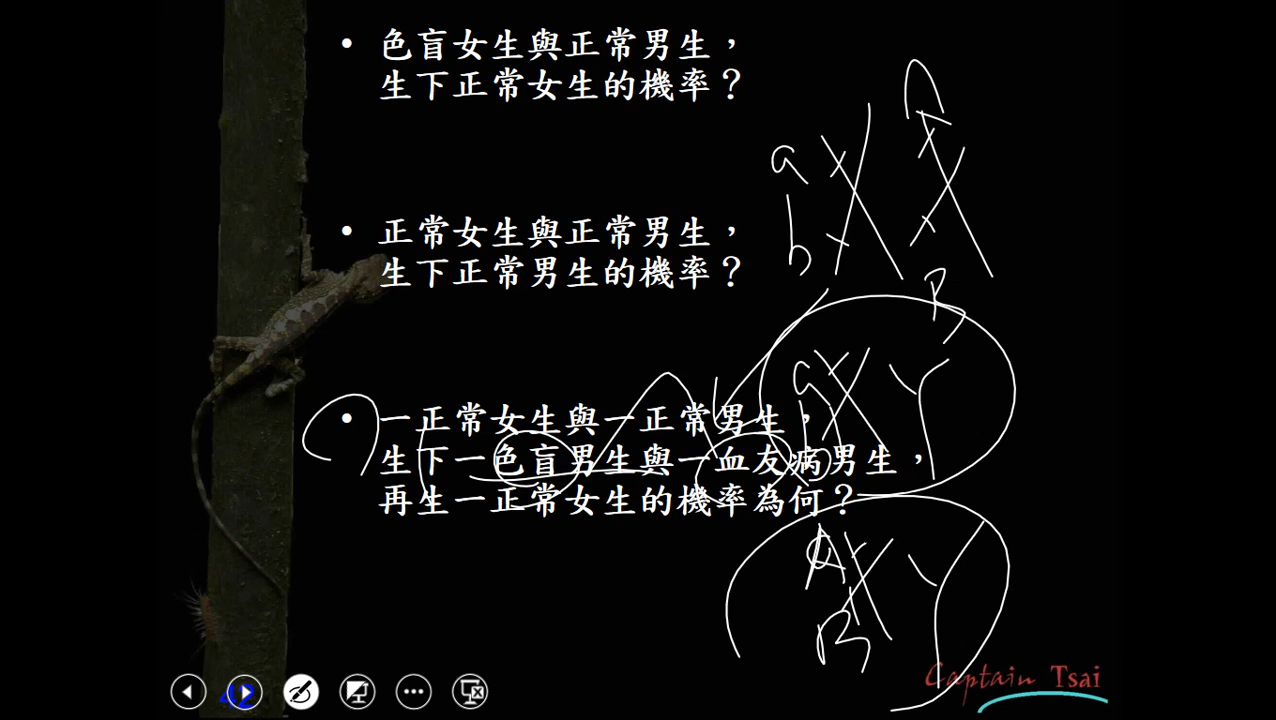 • 色盲女生與正常男生，
生下正常女生的機率？
• 正常女生與正常男生，
生下正常男生的機率？
• 一正常女生與一正常男生，
生下一色盲男生與一血友病男生，
再生一正常女生的機率為何？
a X X
b
B
a X Y
b
A X Y
B
42
Captain Tsai